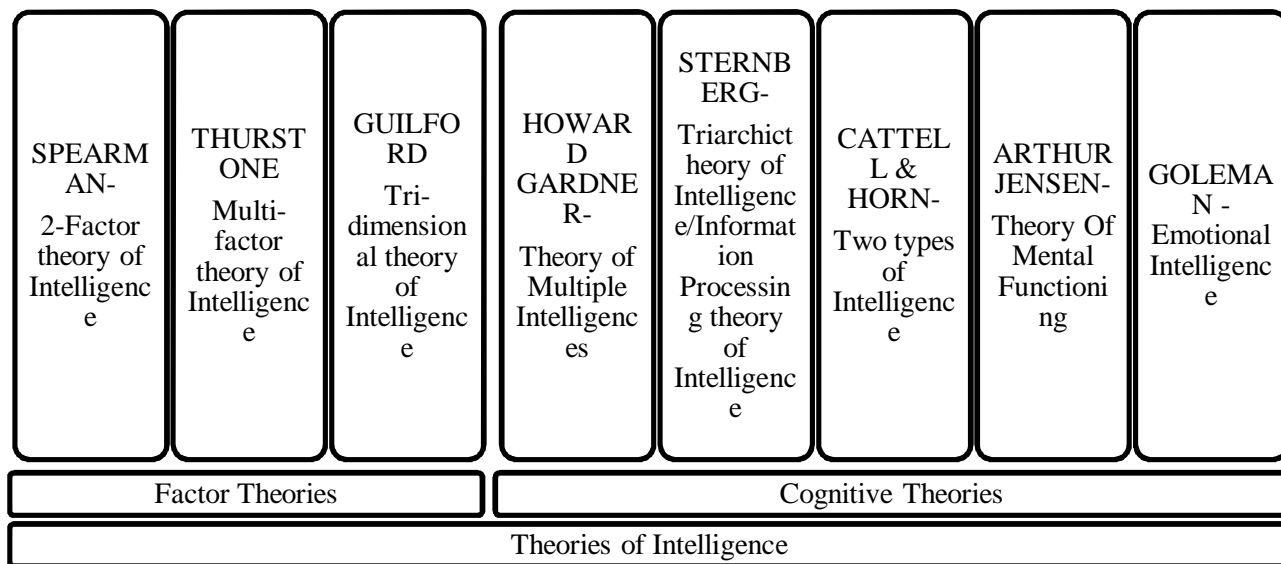 SPEARM
AN-
2-Factor
theory of
Intelligenc
e
THURST
ONE
Multi-
factor
theory of
Intelligenc
e
GUILFO
RD
Tri-
dimension
al theory
of
Intelligenc
e
HOWAR
D
GARDNE
R-
Theory of
Multiple
Intelligen
ces
STERNB
ERG-
Triarchict
heory of
Intelligenc
e/Informat
ion
Processin
g theory
of
Intelligenc
e
CATTEL
L &
HORN-
Two types
of
Intelligenc
e
ARTHUR
JENSEN-
Theory Of
Mental
Functioni
ng
GOLEMA
N -
Emotional
Intelligenc
e
Factor Theories
Cognitive Theories
Theories of Intelligence